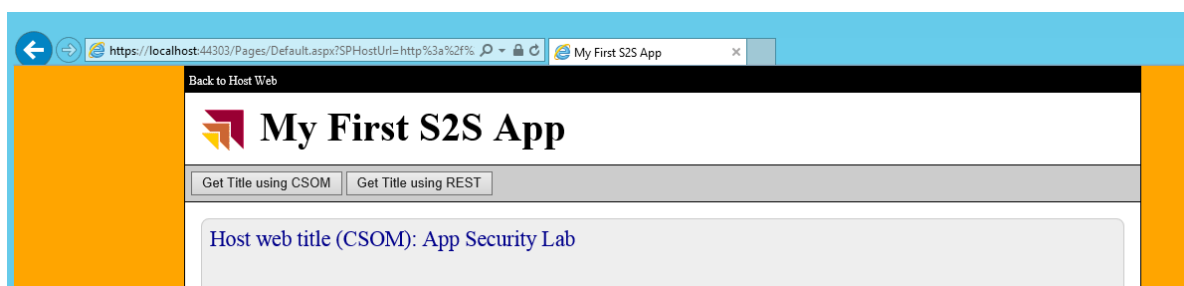 https://localhost:44303/Pages/Default.aspx?SPHostUrl=http%3a%2f% My First S2S App
Back to Host Web
My First S2S App
Get Title using CSOM Get Title using REST
Host web title (CSOM): App Security Lab